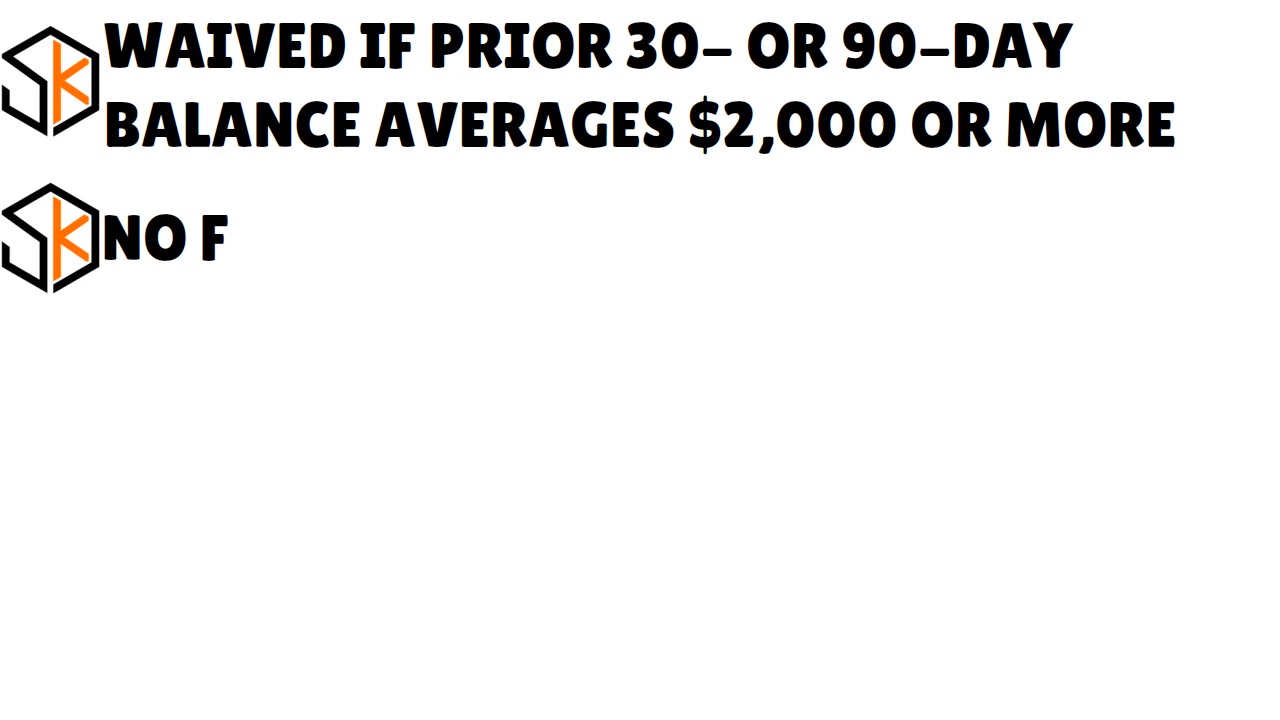 WAIVED IF PRIOR 30- OR 90-DAY
BALANCE AVERAGES $2,000 OR MORE
NO F